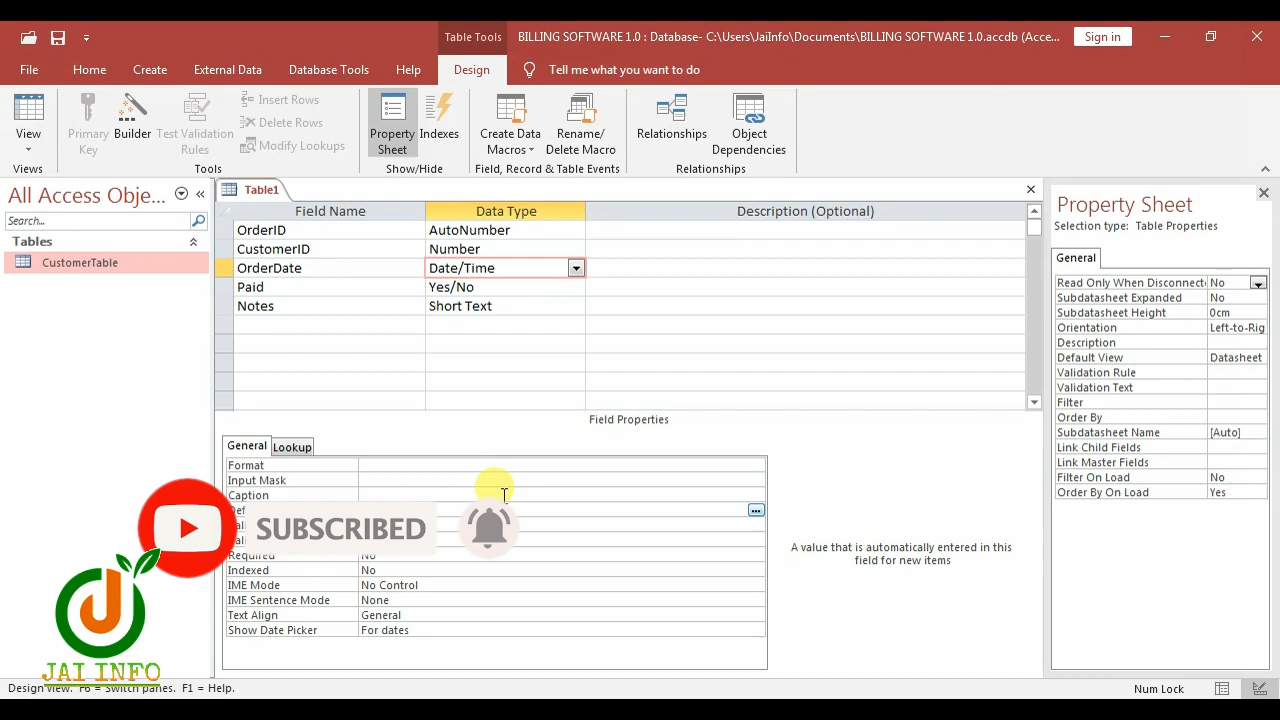 Table Tools
BILLING SOFTWARE 1.0 : Database- C:\Users\JaiInfo\Documents\BILLING SOFTWARE 1.0.accdb (Acce...
Sign in
File Home Create External Data Database Tools Help Design Tell me what you want to do
View
Views
Primary Key
Builder
Test Validation Rules
Insert Rows
Delete Rows
Modify Lookups
Tools
Property Sheet
Indexes
Show/Hide
Create Data Macros
Rename/ Delete Macro
Field, Record & Table Events
Relationships
Object Dependencies
Relationships
All Access Obje...
Search...
Tables
CustomerTable
Table1
Field Name Data Type Description (Optional)
OrderID AutoNumber
CustomerID Number
OrderDate Date/Time
Paid Yes/No
Notes Short Text
Field Properties
General Lookup
Format
Input Mask
Caption
Required No
Indexed No
IME Mode No Control
IME Sentence Mode None
Text Align General
Show Date Picker For dates
A value that is automatically entered in this
field for new items
SUBSCRIBED
JAI INFO
Property Sheet
Selection type: Table Properties
General
Read Only When Disconnect No
Subdatasheet Expanded No
Subdatasheet Height 0cm
Orientation Left-to-Rig
Description
Default View Datasheet
Validation Rule
Validation Text
Filter
Order By
Subdatasheet Name [Auto]
Link Child Fields
Link Master Fields
Filter On Load No
Order By On Load Yes
Design view. F6 = Switch panes. F1 = Help.
Num Lock